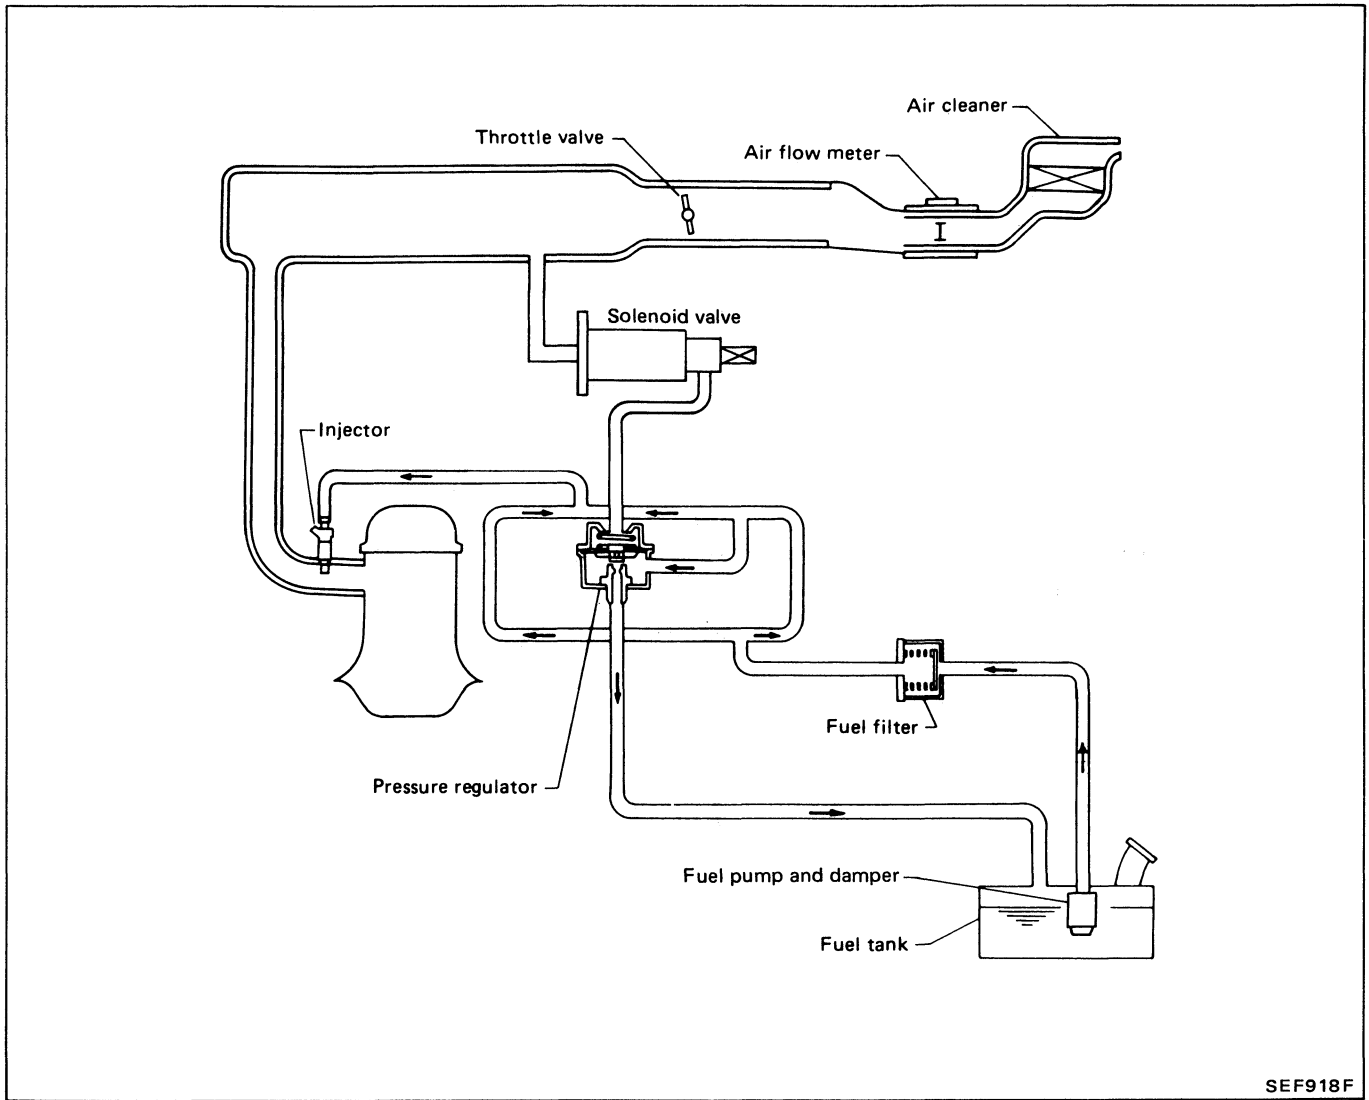 Air cleaner
Throttle valve
Air flow meter
Solenoid valve
Injector
Fuel filter
Pressure regulator
Fuel pump and damper
Fuel tank
SEF918F